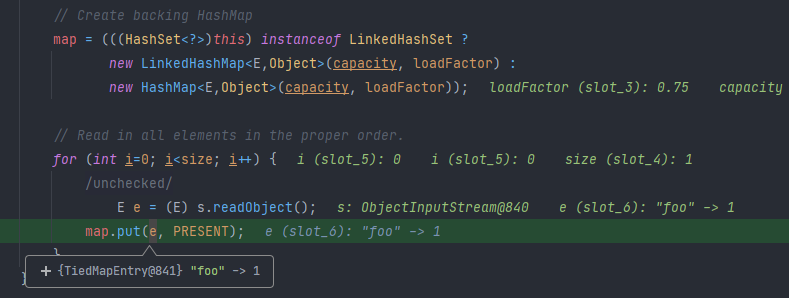 // Create backing HashMap
map = (((HashSet<?>)this) instanceof LinkedHashSet ?
new LinkedHashMap<E,Object>(capacity, loadFactor) :
new HashMap<E,Object>(capacity, loadFactor)); loadFactor (slot_3): 0.75 capacity
// Read in all elements in the proper order.
for (int i=0; i<size; i++) { i (slot_5): 0 i (slot_5): 0 size (slot_4): 1
/unchecked/
E e = (E) s.readObject(); s: ObjectInputStream@840 e (slot_6): "foo" -> 1
map.put(e, PRESENT); e (slot_6): "foo" -> 1
}
+ {TiedMapEntry@841} "foo" -> 1
}